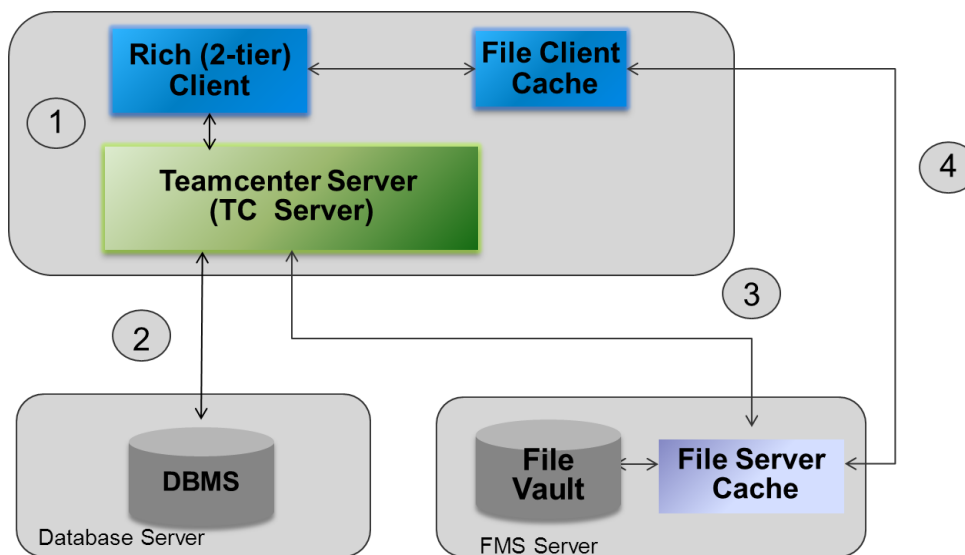 Rich (2-tier)
Client
File Client
Cache
1
Teamcenter Server
(TC Server)
4
3
2
DBMS
Database Server
File
Vault
File Server
Cache
FMS Server